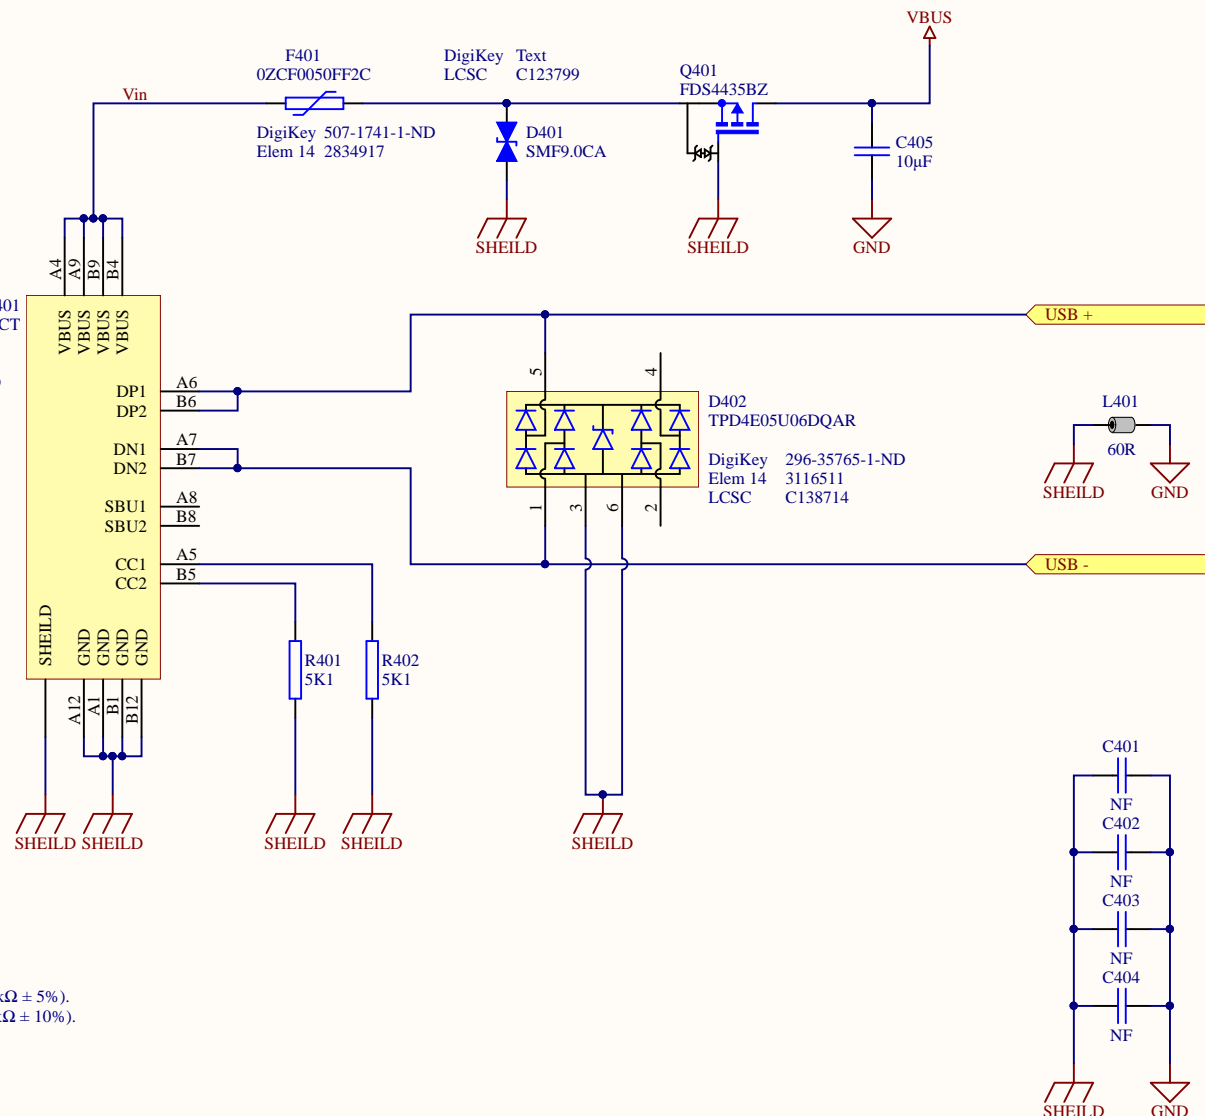 VBUS
F401
0ZCF0050FF2C
DigiKey Text
LCSC C123799
Q401
FDS4435BZ
Vin
DigiKey 507-1741-1-ND
Elem 14 2834917
D401
SMF9.0CA
C405
10µF
SHEILD
SHEILD
GND
A4
A9
B9
B4
401
CT
VBUS
VBUS
VBUS
VBUS
USB +
DP1
A6
DP2
B6
DN1
A7
DN2
B7
SBU1
A8
SBU2
B8
CC1
A5
CC2
B5
5
4
D402
TPD4E05U06DQAR
DigiKey 296-35765-1-ND
Elem 14 3116511
LCSC C138714
1
3
6
2
L401
60R
SHEILD
GND
USB -
SHEILD
GND
GND
GND
GND
R401
5K1
R402
5K1
A12
A1
B1
B12
SHEILD
SHEILD
SHEILD
SHEILD
SHEILD
C401
NF
C402
NF
C403
NF
C404
NF
SHEILD
GND
Ω ± 5%).
Ω ± 10%).